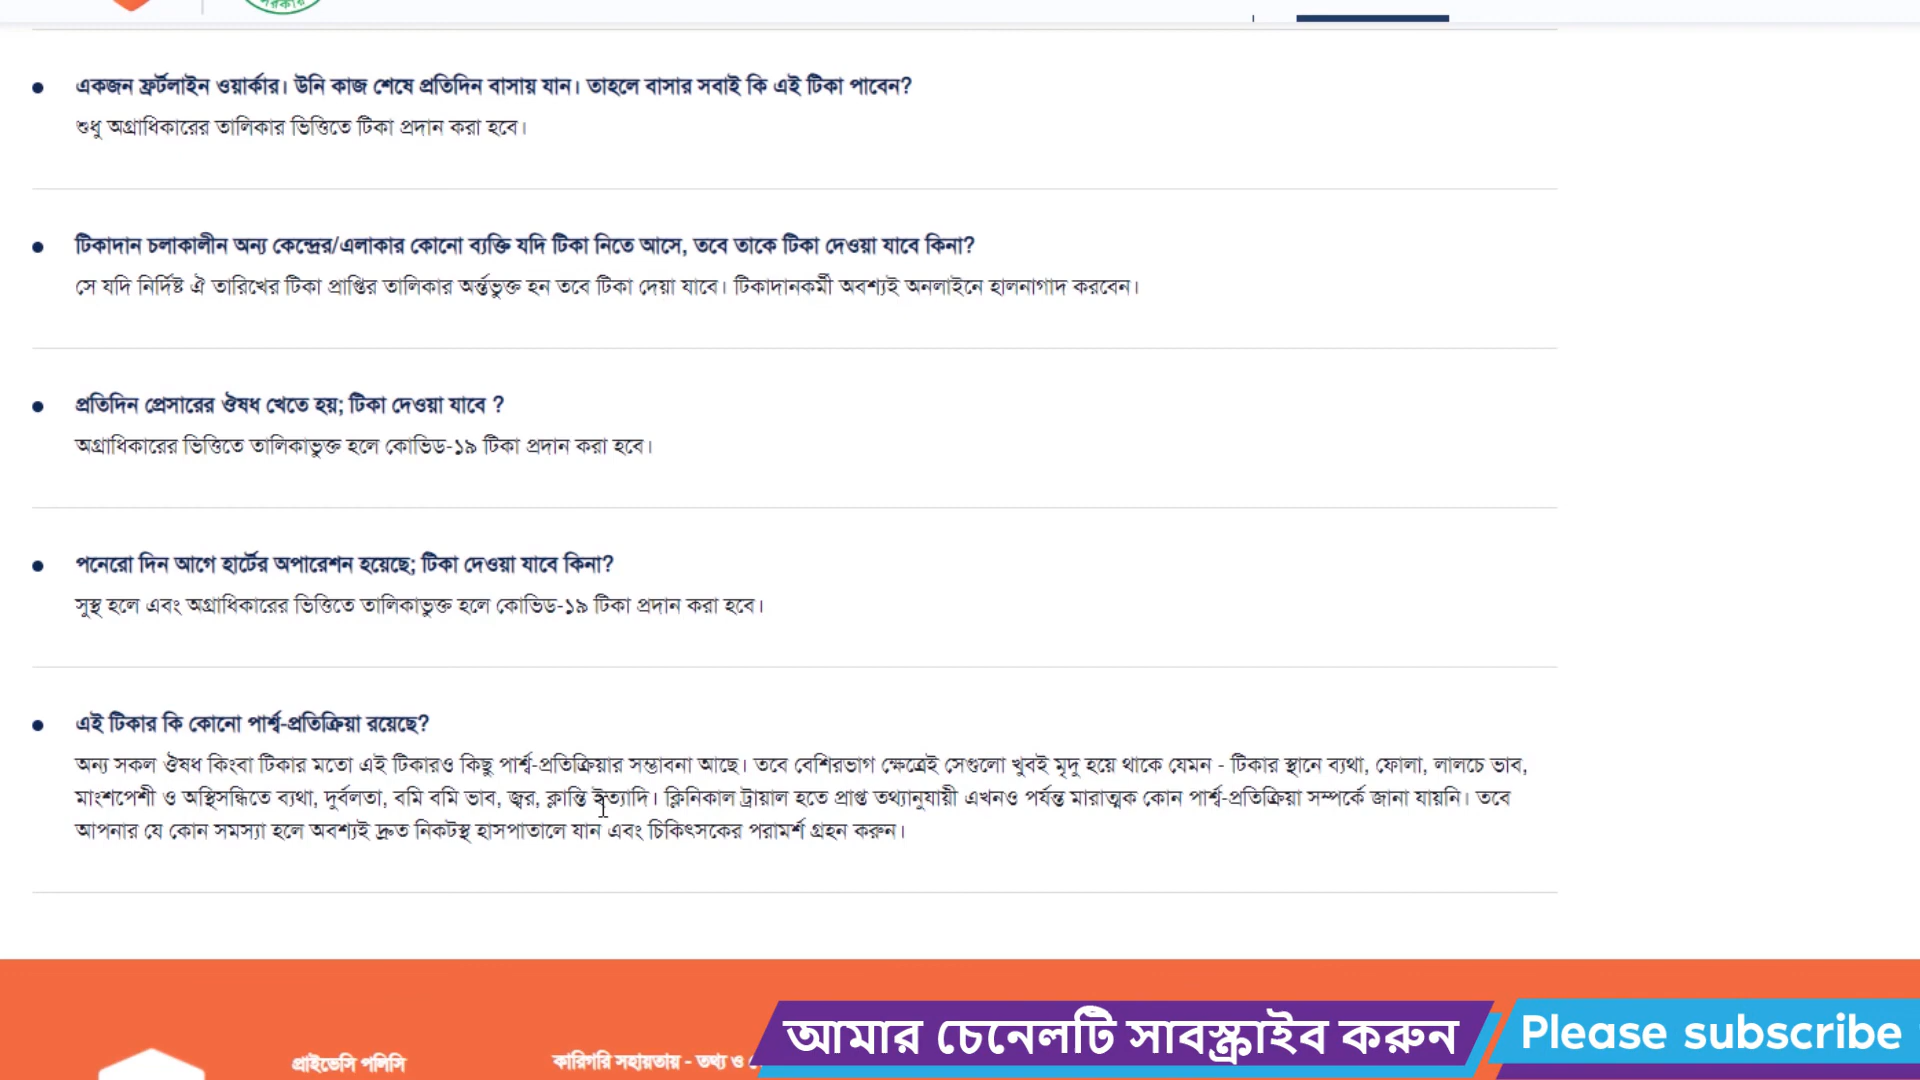 সরকার
একজন ফ্রর্টলাইন ওয়ার্কার। উনি কাজ শেষে প্রতিদিন বাসায় যান। তাহলে বাসার সবাই কি এই টিকা পাবেন?
শুধু অগ্রাধিকারের তালিকার ভিত্তিতে টিকা প্রদান করা হবে।
টিকাদান চলাকালীন অন্য কেন্দ্রের/এলাকার কোনো ব্যক্তি যদি টিকা নিতে আসে, তবে তাকে টিকা দেওয়া যাবে কিনা?
সে যদি নির্দিষ্ট ঐ তারিখের টিকা প্রাপ্তির তালিকার অর্ন্তভুক্ত হন তবে টিকা দেয়া যাবে। টিকাদানকর্মী অবশ্যই অনলাইনে হালনাগাদ করবেন।
প্রতিদিন প্রেসারের ঔষধ খেতে হয়; টিকা দেওয়া যাবে ?
অগ্রাধিকারের ভিত্তিতে তালিকাভুক্ত হলে কোভিড-১৯ টিকা প্রদান করা হবে।
পনেরো দিন আগে হার্টের অপারেশন হয়েছে; টিকা দেওয়া যাবে কিনা?
সুস্থ হলে এবং অগ্রাধিকারের ভিত্তিতে তালিকাভুক্ত হলে কোভিড-১৯ টিকা প্রদান করা হবে।
এই টিকার কি কোনো পার্শ্ব-প্রতিক্রিয়া রয়েছে?
অন্য সকল ঔষধ কিংবা টিকার মতো এই টিকারও কিছু পার্শ্ব-প্রতিক্রিয়ার সম্ভাবনা আছে। তবে বেশিরভাগ ক্ষেত্রেই সেগুলো খুবই মৃদু হয়ে থাকে যেমন - টিকার স্থানে ব্যথা, ফোলা, লালচে ভাব,
মাংশপেশী ও অস্থিসন্ধিতে ব্যথা, দুর্বলতা, বমি বমি ভাব, জ্বর, ক্লান্তি ইত্যাদি। ক্লিনিকাল ট্রায়াল হতে প্রাপ্ত তথ্যানুযায়ী এখনও পর্যন্ত মারাত্মক কোন পার্শ্ব-প্রতিক্রিয়া সম্পর্কে জানা যায়নি। তবে
আপনার যে কোন সমস্যা হলে অবশ্যই দ্রুত নিকটস্থ হাসপাতালে যান এবং চিকিৎসকের পরামর্শ গ্রহন করুন।
আমার চেনেলটি সাবস্ক্রাইব করুন
Please subscribe
প্রাইভেসি পলিসি
কারিগরি সহায়তায় - তথ্য ও